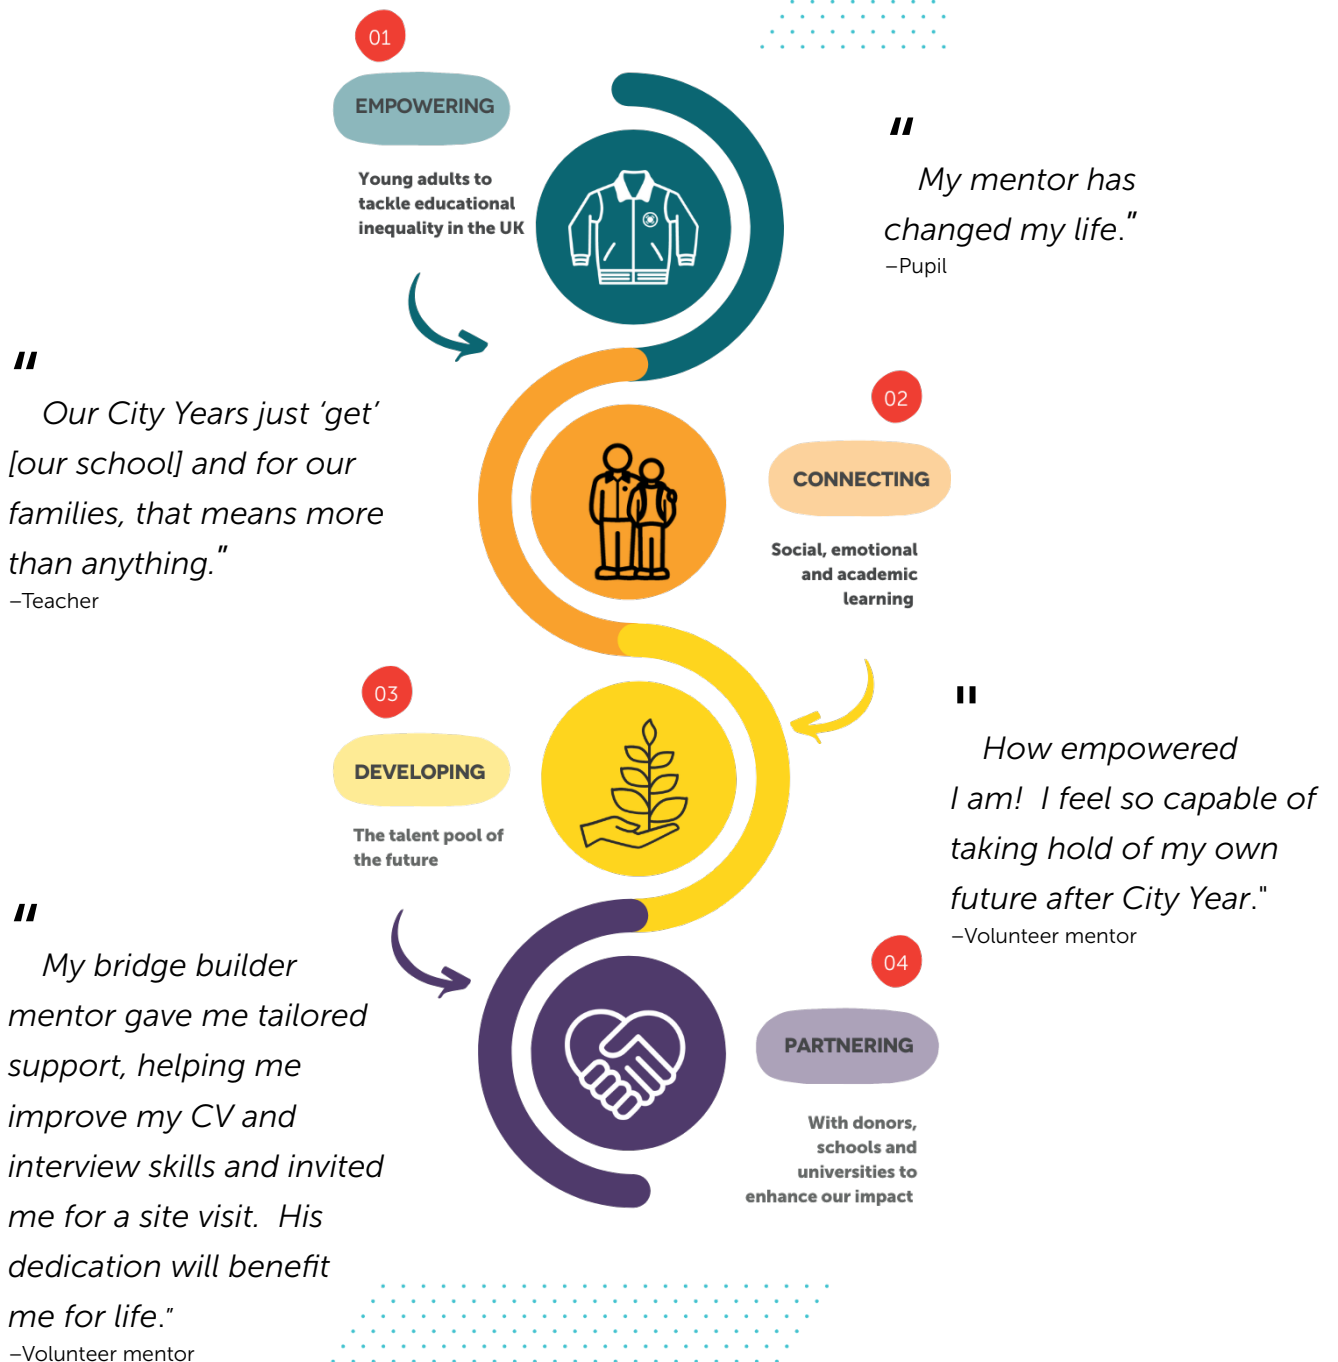 01
EMPOWERING
Young adults to
tackle educational
inequality in the UK
"
My mentor has
changed my life."
–Pupil
"
Our City Years just ‘get’
[our school] and for our
families, that means more
than anything."
–Teacher
02
CONNECTING
Social, emotional
and academic
learning
03
DEVELOPING
The talent pool of
the future
"
How empowered
I am!  I feel so capable of
taking hold of my own
future after City Year."
–Volunteer mentor
"
My bridge builder
mentor gave me tailored
support, helping me
improve my CV and
interview skills and invited
me for a site visit.  His
dedication will benefit
me for life."
–Volunteer mentor
04
PARTNERING
With donors,
schools and
universities to
enhance our impact